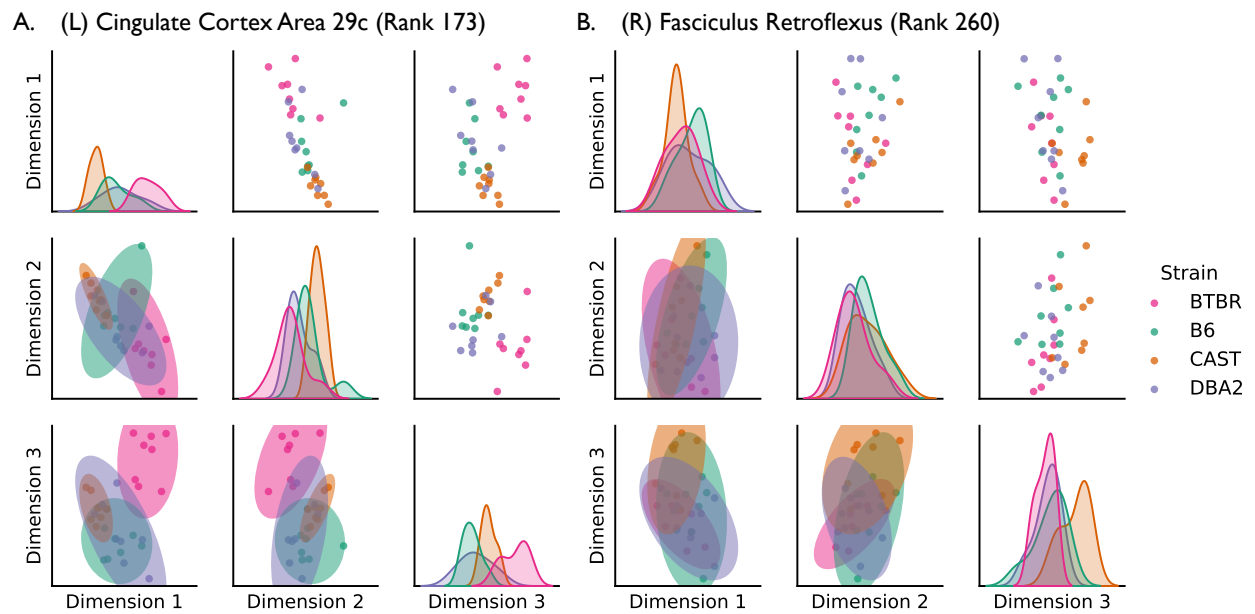 A. (L) Cingulate Cortex Area 29c (Rank 173)
B. (R) Fasciculus Retroflexus (Rank 260)
Dimension 1
Dimension 1
Dimension 2
Dimension 2
Strain
BTBR
B6
CAST
DBA2
Dimension 3
Dimension 3
Dimension 1
Dimension 2
Dimension 3
Dimension 1
Dimension 2
Dimension 3